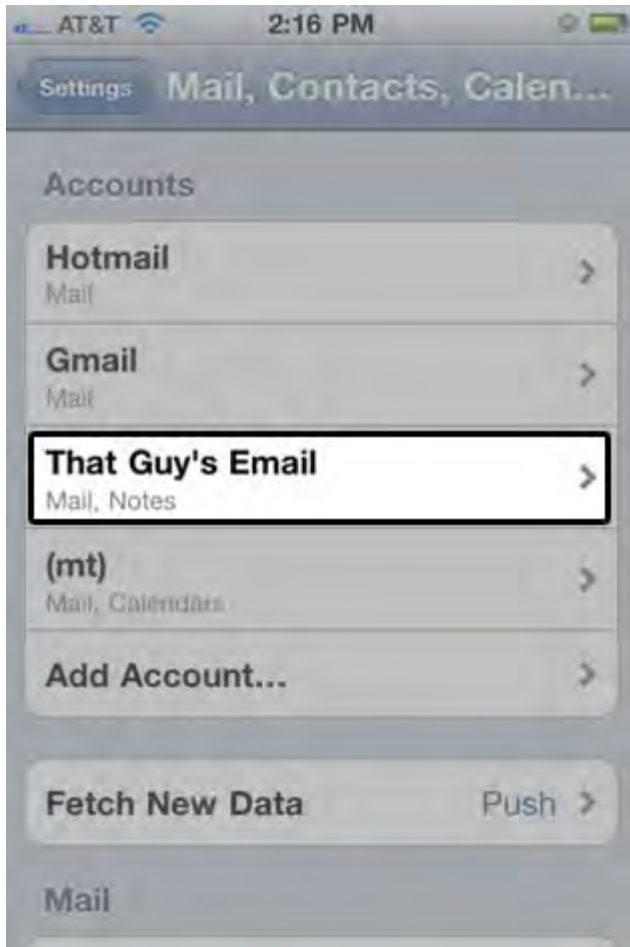 AT&T 2:16 PM
Settings Mail, Contacts, Calen...
Accounts
Hotmail
Mail
Gmail
Mail
That Guy's Email
Mail, Notes
(mt)
Mail, Calendars
Add Account...
Fetch New Data Push
Mail